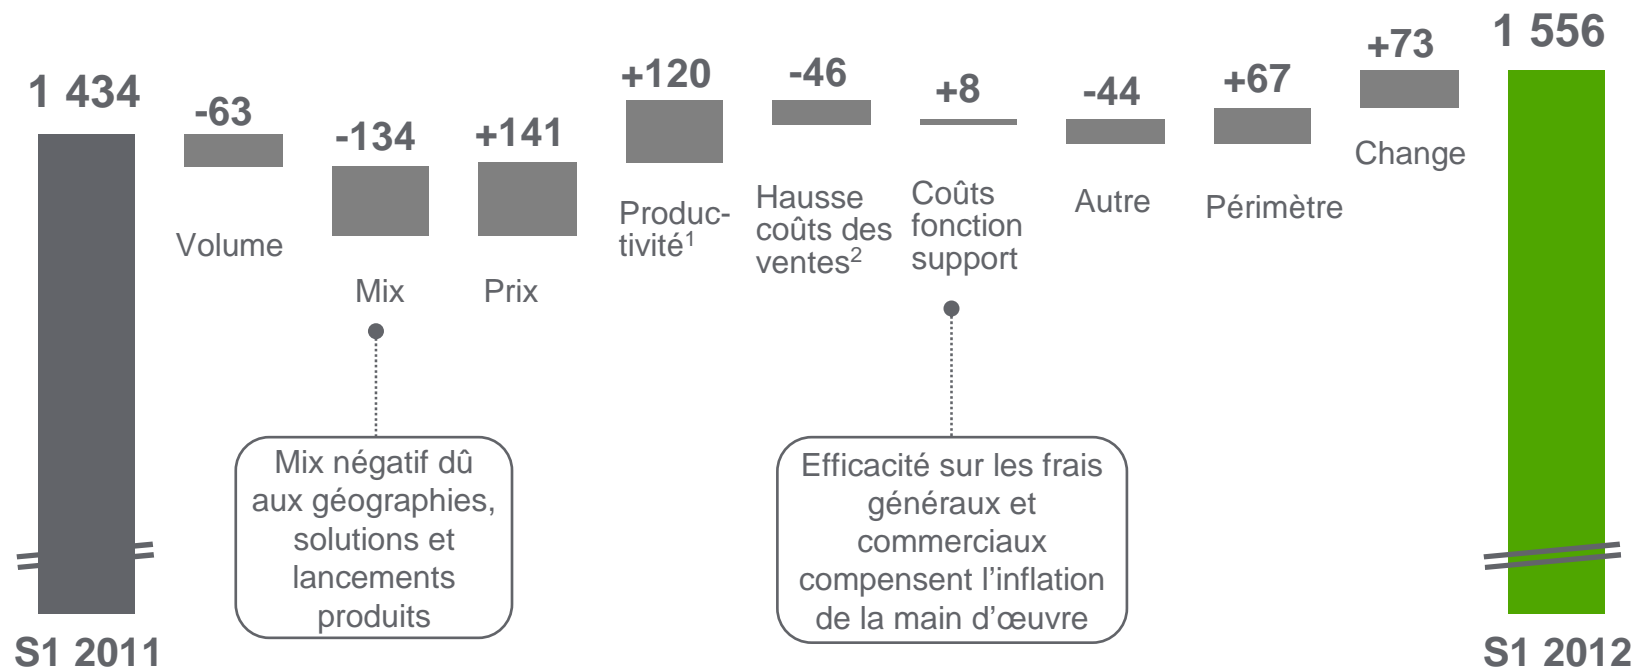 1 434
-63
-134
+141
+120
-46
+8
-44
+67
+73
1 556
Volume
Mix
Prix
Produc-
tivité1
Hausse
coûts des
ventes2
Coûts
fonction
support
Autre
Périmètre
Change
Mix négatif dû
aux géographies,
solutions et
lancements
produits
Efficacité sur les frais
généraux et
commerciaux
compensent l’inflation
de la main d’œuvre
S1 2011
S1 2012